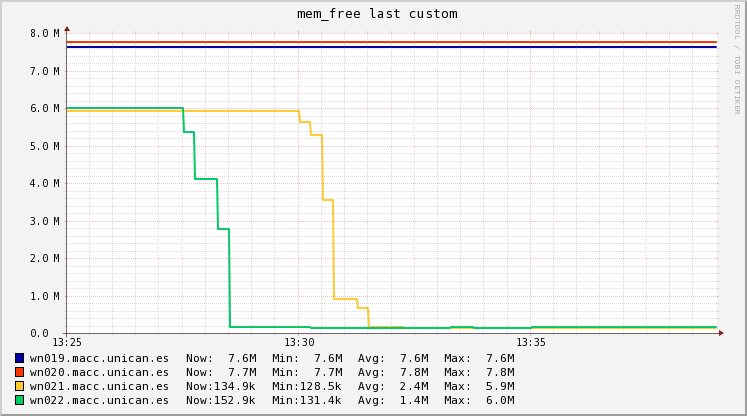 mem_free last custom
RRDTOOL / TOBI OETIKER
8.0 M
7.0 M
6.0 M
5.0 M
4.0 M
3.0 M
2.0 M
1.0 M
0.0
13:25 13:30 13:35
wn019.macc.unican.es Now: 7.6M Min: 7.6M Avg: 7.6M Max: 7.6M
wn020.macc.unican.es Now: 7.7M Min: 7.7M Avg: 7.8M Max: 7.8M
wn021.macc.unican.es Now:134.9k Min:128.5k Avg: 2.4M Max: 5.9M
wn022.macc.unican.es Now:152.9k Min:131.4k Avg: 1.4M Max: 6.0M